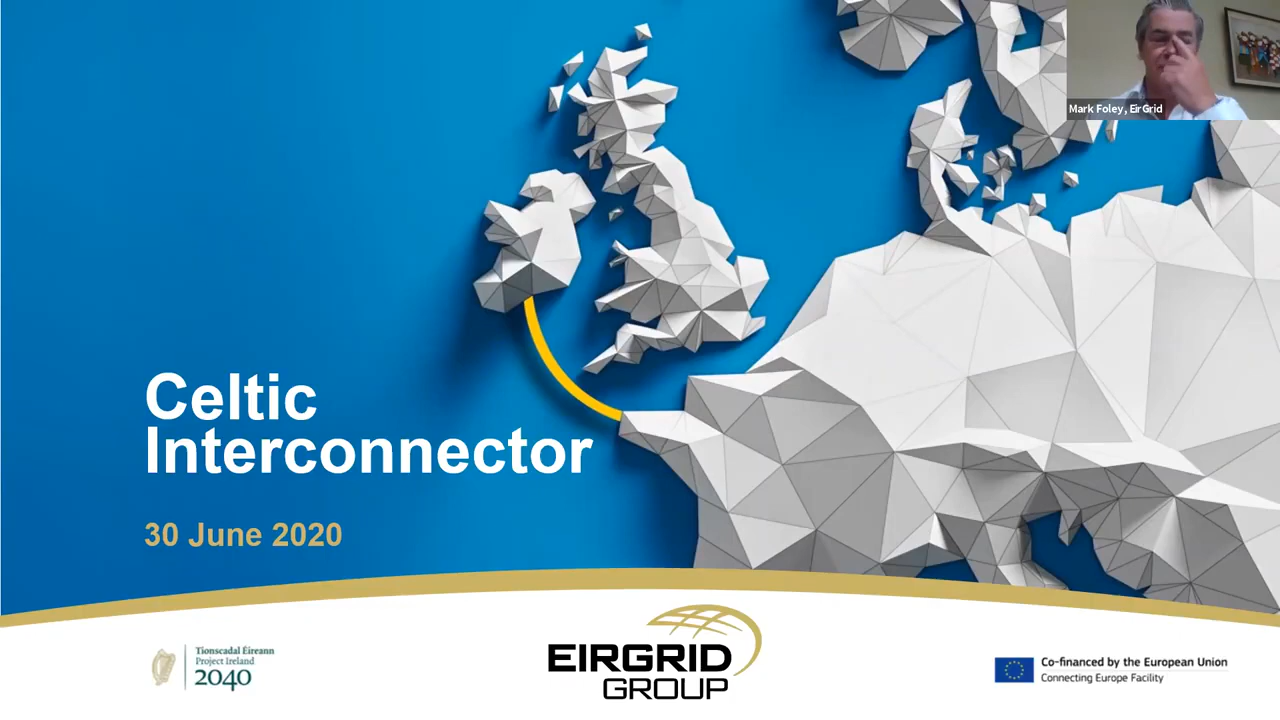 Mark Foley, EirGrid
Celtic
Interconnector
30 June 2020
Tionscadal Éireann
Project Ireland
2040
EIRGRID
GROUP
Co-financed by the European Union
Connecting Europe Facility